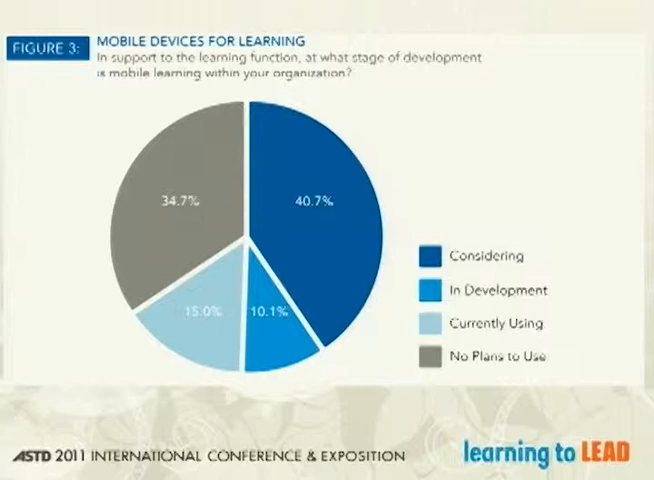 FIGURE 3:
MOBILE DEVICES FOR LEARNING
In support to the learning function, at what stage of development
is mobile learning within your organization?
34.7%
40.7%
15.0%
10.1%
Considering
In Development
Currently Using
No Plans to Use
ASTD 2011 INTERNATIONAL CONFERENCE & EXPOSITION
learning to LEAD